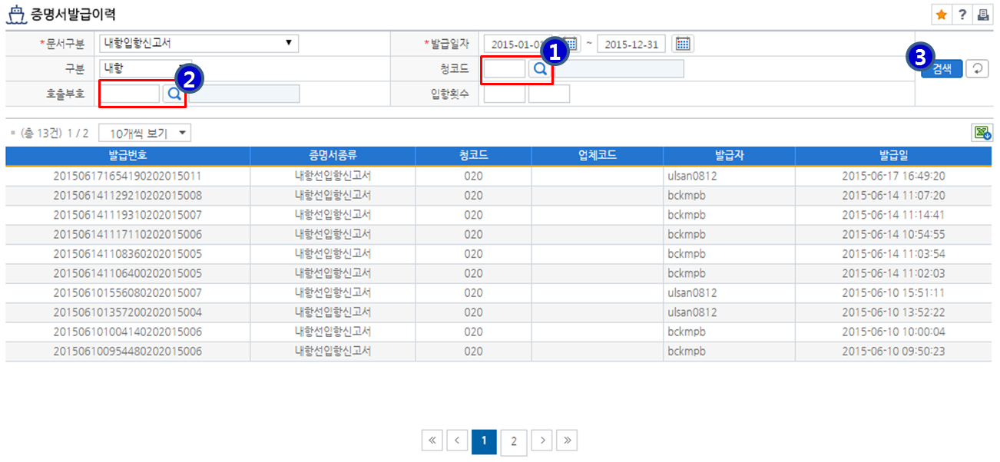 증명서발급이력
?
*문서구분 내항입항신고서 ▼ *발급일자 2015-01-01 ~ 2015-12-31
1
3
구분 내항 청코드 검색
2
호출부호 입항횟수
(총 13건) 1 / 2 10개씩 보기
발급번호 증명서종류 청코드 업체코드 발급자 발급일
201506171654190202015011 내항선입항신고서 020 ulsan0812 2015-06-17 16:49:20
201506141129210202015008 내항선입항신고서 020 bckmpb 2015-06-14 11:07:20
201506141119310202015007 내항선입항신고서 020 bckmpb 2015-06-14 11:14:41
201506141117110202015006 내항선입항신고서 020 bckmpb 2015-06-14 10:54:55
201506141108360202015005 내항선입항신고서 020 bckmpb 2015-06-14 11:03:54
201506141106400202015005 내항선입항신고서 020 bckmpb 2015-06-14 11:02:03
201506101556080202015007 내항선입항신고서 020 ulsan0812 2015-06-10 15:51:11
201506101357200202015004 내항선입항신고서 020 ulsan0812 2015-06-10 13:52:22
201506101004140202015006 내항선입항신고서 020 bckmpb 2015-06-10 10:00:04
201506100954480202015006 내항선입항신고서 020 bckmpb 2015-06-10 09:50:23
« < 1 2 > »